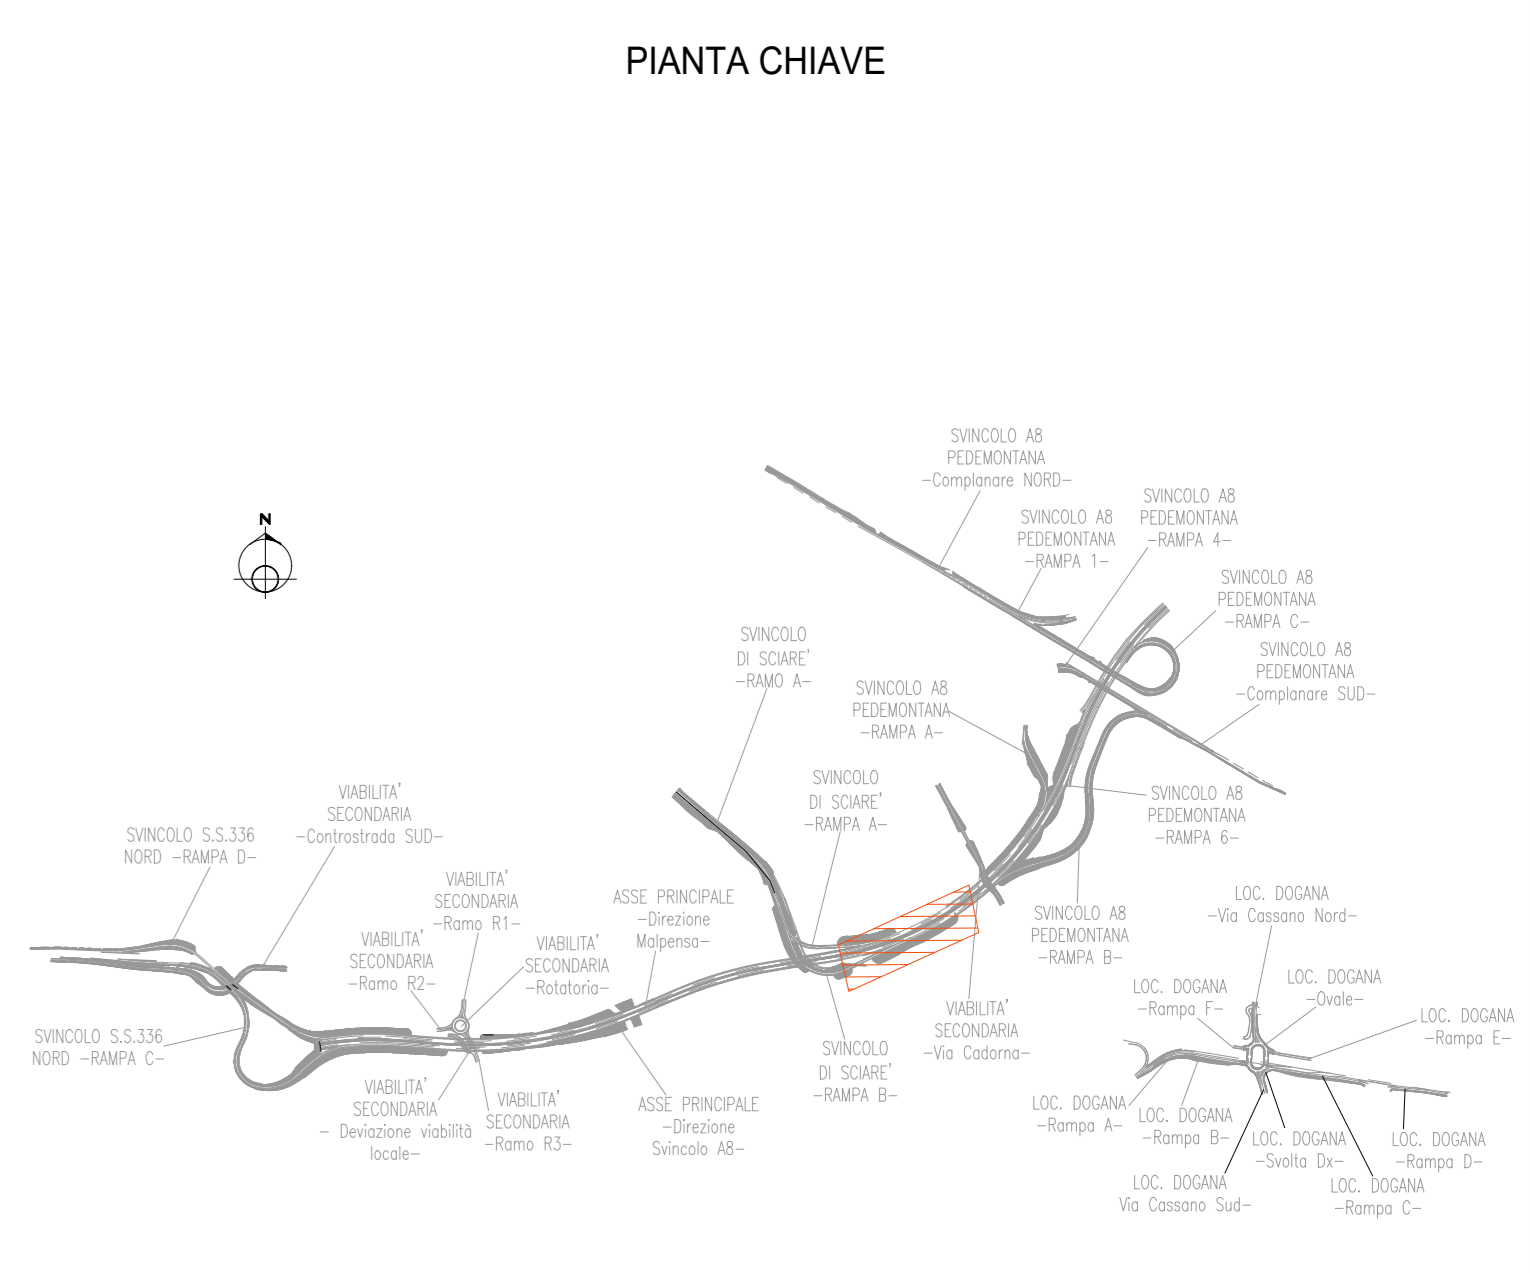 PIANTA CHIAVE
SVINCOLO A8
PEDEMONTANA
-Complanare NORD-
SVINCOLO A8
PEDEMONTANA
-RAMPA 4-
SVINCOLO A8
PEDEMONTANA
-RAMPA 1-
N
SVINCOLO A8
PEDEMONTANA
-RAMPA C-
SVINCOLO
DI SCIARE'
-RAMO A-
SVINCOLO A8
PEDEMONTANA
-Complanare SUD-
SVINCOLO A8
PEDEMONTANA
-RAMPA A-
SVINCOLO
DI SCIARE'
-RAMPA A-
VIABILITA'
SECONDARIA
-Controstrada SUD-
SVINCOLO A8
PEDEMONTANA
-RAMPA 6-
SVINCOLO S.S.336
NORD -RAMPA D-
VIABILITA'
SECONDARIA
-Ramo R1-
ASSE PRINCIPALE
-Direzione
Malpensa-
LOC. DOGANA
-Via Cassano Nord-
SVINCOLO A8
PEDEMONTANA
-RAMPA B-
VIABILITA'
SECONDARIA
-Ramo R2-
VIABILITA'
SECONDARIA
-Rotatoria-
LOC. DOGANA
-Ovale-
LOC. DOGANA
-Rampa F-
VIABILITA'
SECONDARIA
-Via Cadorna-
LOC. DOGANA
-Rampa E-
SVINCOLO S.S.336
NORD -RAMPA C-
SVINCOLO
DI SCIARE'
-RAMPA B-
VIABILITA'
SECONDARIA
- Deviazione viabilità
locale-
VIABILITA'
SECONDARIA
-Ramo R3-
ASSE PRINCIPALE
-Direzione
Svincolo A8-
LOC. DOGANA
-Rampa A-
LOC. DOGANA
-Rampa B-
LOC. DOGANA
-Svolta Dx-
LOC. DOGANA
-Rampa D-
LOC. DOGANA
Via Cassano Sud-
LOC. DOGANA
-Rampa C-